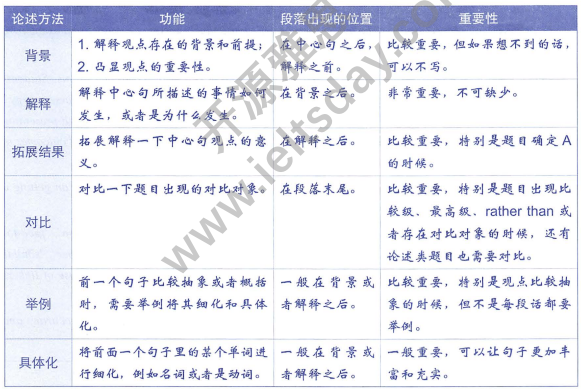 论述方法 功能 段落出现的位置 重要性
背景
1. 解释观点存在的背景和前提；
2. 凸显观点的重要性。
在中心句之后，
解释之前。
比较重要，但如果想不到的话，
可以不写。
解释
解释中心句所描述的事情如何
发生，或者是为什么发生。
在背景之后。
非常重要，不可缺少。
拓展结果
拓展解释一下中心句观点的意
义。
在解释之后。
比较重要，特别是题目确定A
的时候。
对比
对比一下题目出现的对比对象。
在段落末尾。
比较重要，特别是题目出现比
较级、最高级、rather than 或
者存在对比对象的时候，还有
论述类题目也需要对比。
举例
前一个句子比较抽象或者概括
时，需要举例将其细化和具体
化。
一般在背景或
者解释之后。
比较重要，特别是观点比较抽
象的时候，但不是每段话都要
举例。
具体化
将前面一个句子里的某个单词进
行细化，例如名词或者是动词。
一般在背景或
者解释之后。
一般重要，可以让句子更加丰
富和充实。
开源雅思
www.ieltsday.com